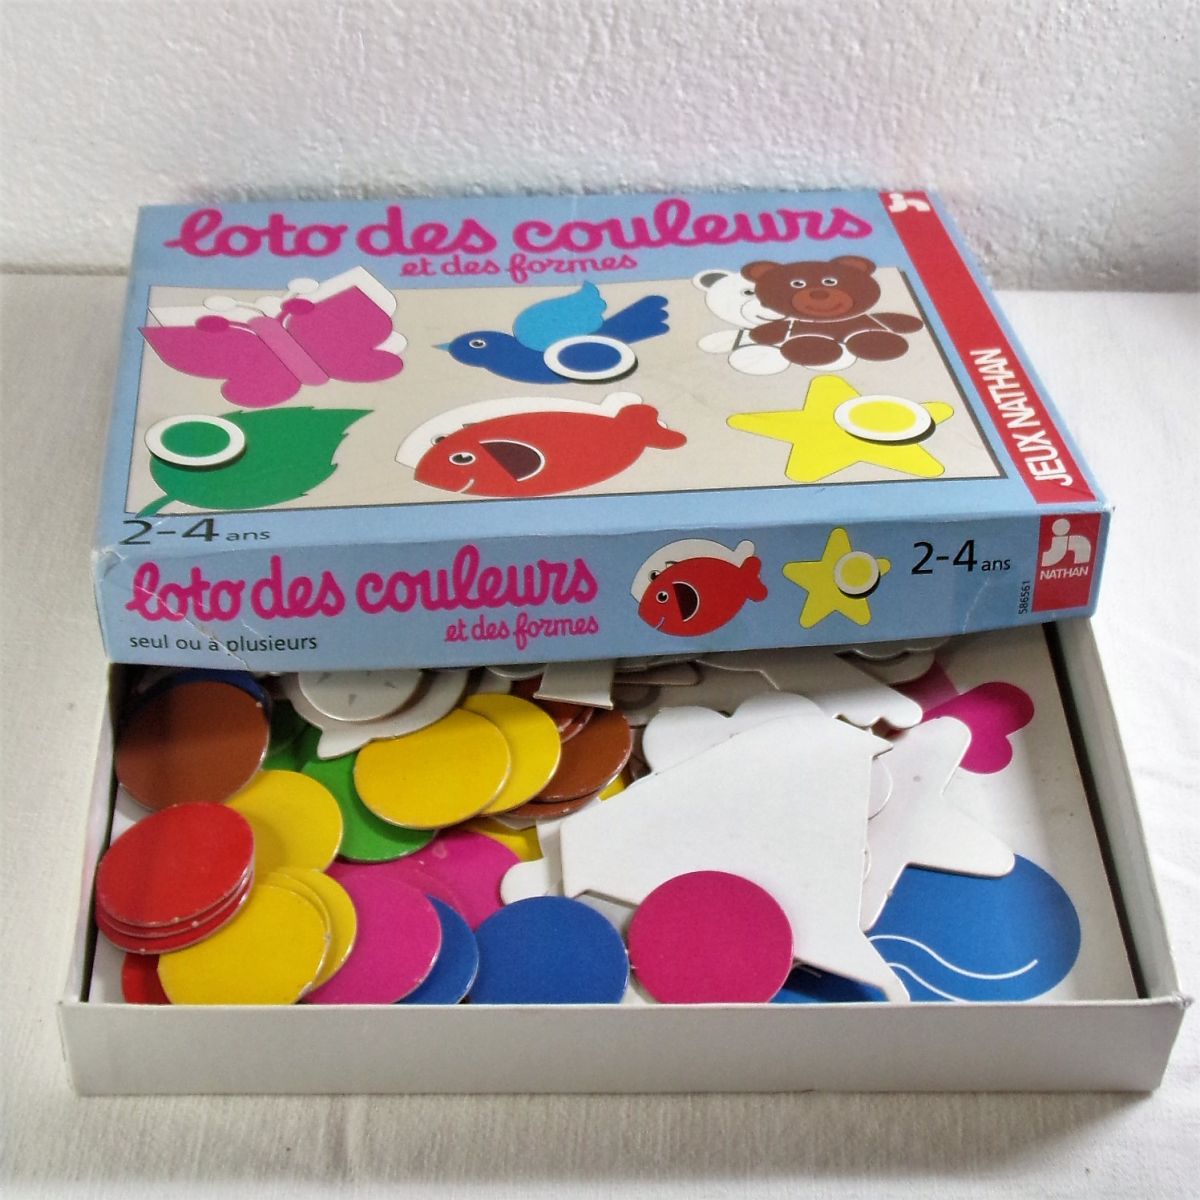 loto des couleurs
et des formes
JEUX NATHAN
2-4 ans
loto des couleurs
et des formes
seul ou à plusieurs
2-4 ans
NATHAN
586561